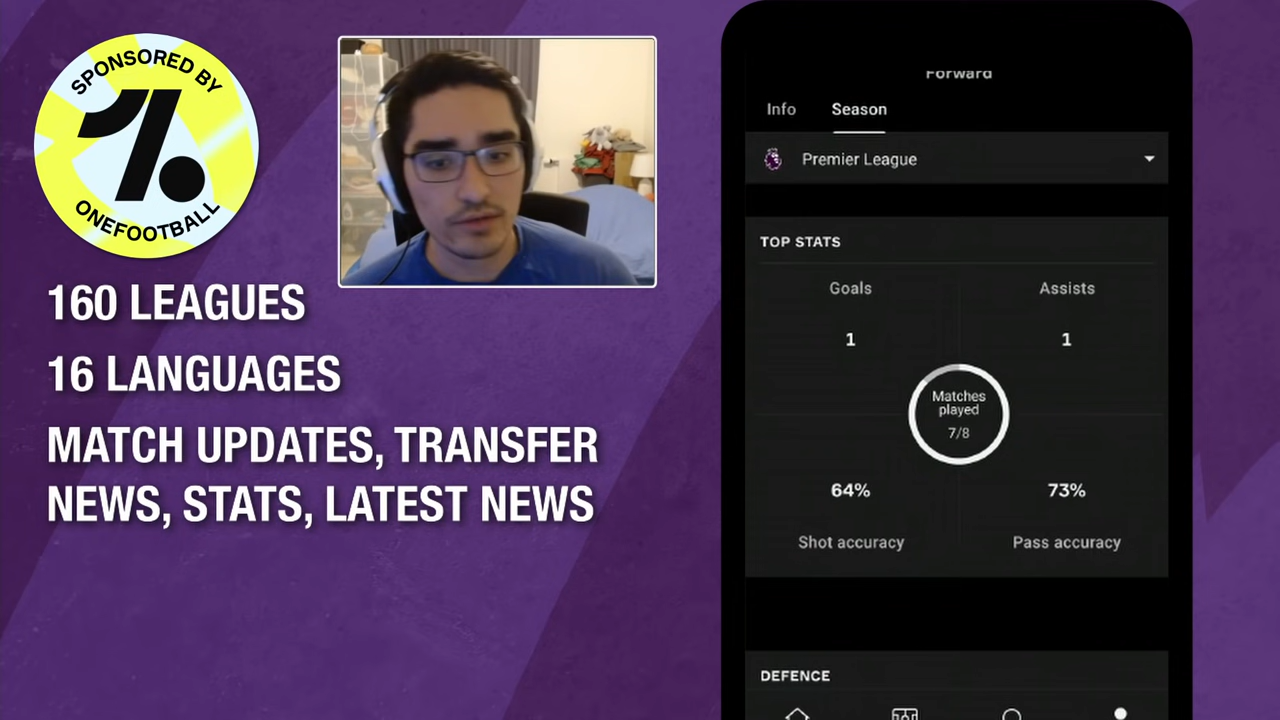 SPONSORED BY
ONEFOOTBALL
160 LEAGUES
16 LANGUAGES
MATCH UPDATES, TRANSFER
NEWS, STATS, LATEST NEWS
Forward
Info Season
Premier League
TOP STATS
Goals Assists
1 1
Matches
played
7/8
64% 73%
Shot accuracy Pass accuracy
DEFENCE